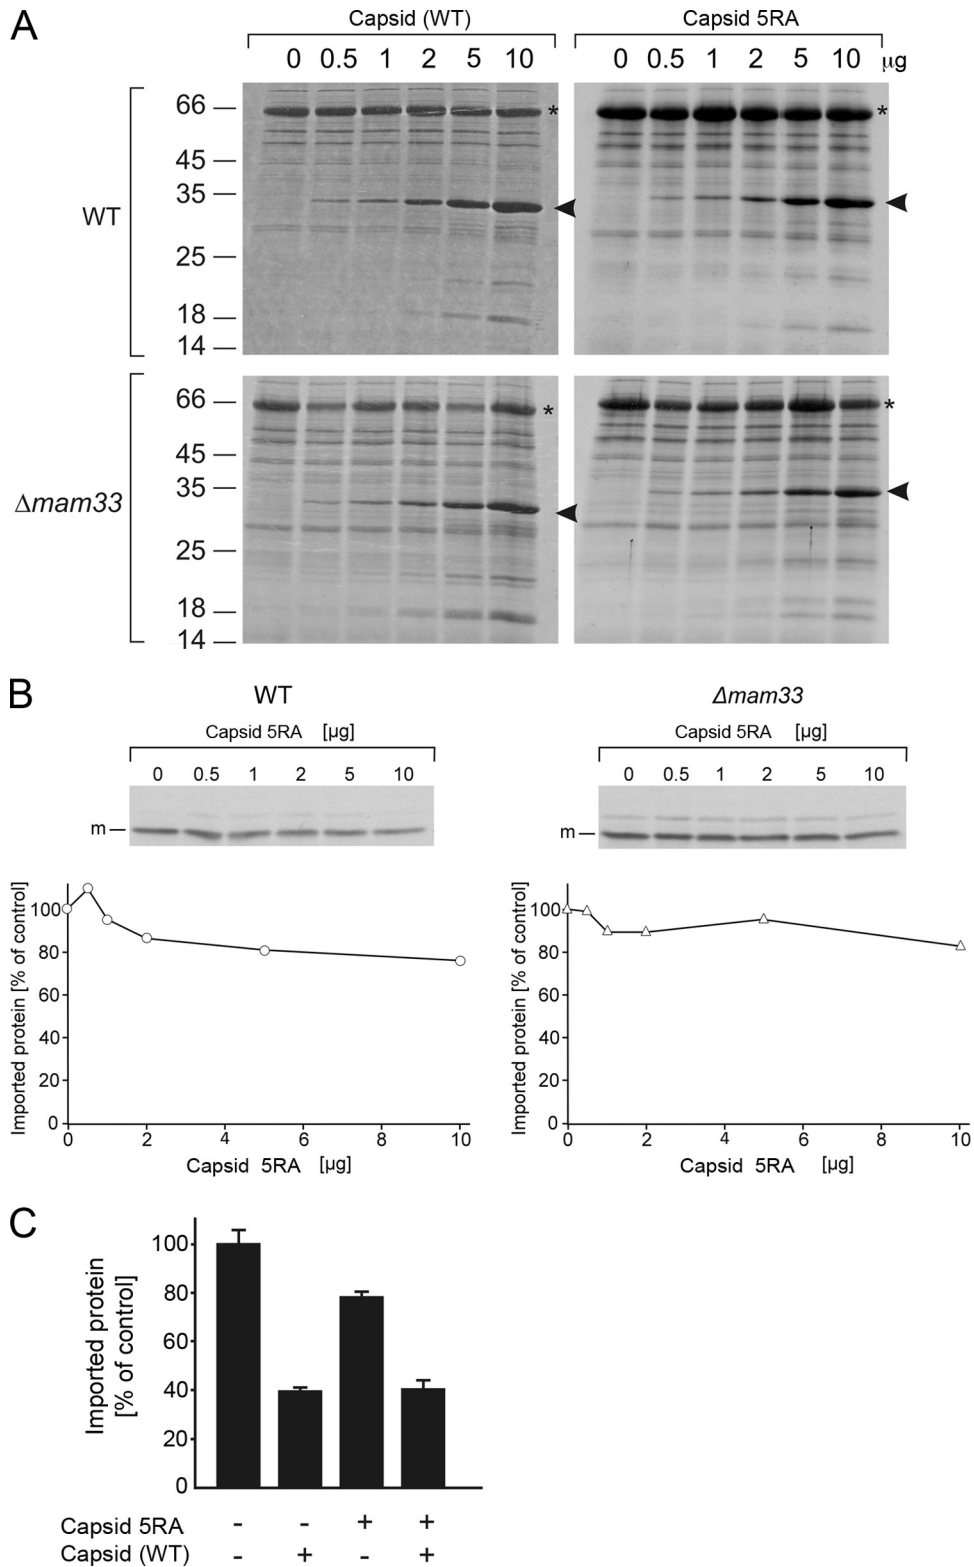 A
Capsid (WT) Capsid 5RA
0 0.5 1 2 5 10 0 0.5 1 2 5 10 μg
WT
66
45
35
25
18
14
* *
Δmam33
66
45
35
25
18
14
* *
B
WT Δmam33
Capsid 5RA [μg] Capsid 5RA [μg]
0 0.5 1 2 5 10 0 0.5 1 2 5 10
m m
Imported protein [% of control]
100
80
60
40
20
0
0 2 4 6 8 10
Capsid 5RA [μg]
Imported protein [% of control]
100
80
60
40
20
0
0 2 4 6 8 10
Capsid 5RA [μg]
C
Imported protein
[% of control]
100
80
60
40
20
0
Capsid 5RA - - + +
Capsid (WT) - + - +